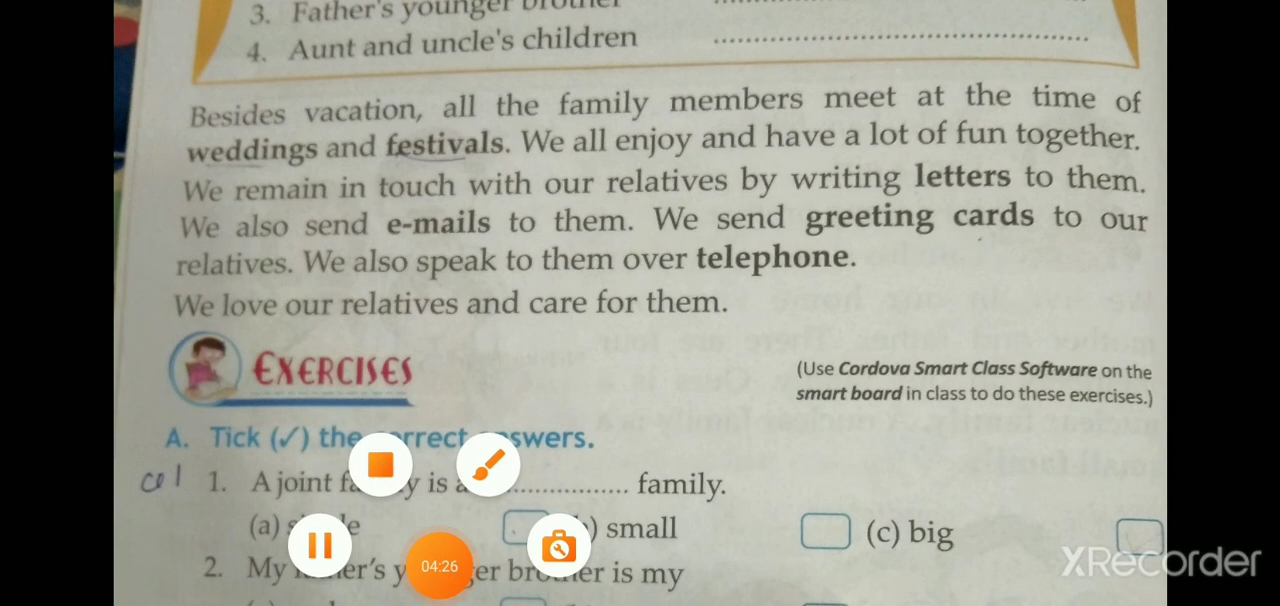 3. Father's younger brother
4. Aunt and uncle's children
Besides vacation, all the family members meet at the time of
weddings and festivals. We all enjoy and have a lot of fun together.
We remain in touch with our relatives by writing letters to them.
We also send e-mails to them. We send greeting cards to our
relatives. We also speak to them over telephone.
We love our relatives and care for them.
EXERCISES
(Use Cordova Smart Class Software on the
smart board in class to do these exercises.)
A. Tick (✓) the answers.
1. A joint is a .............. family.
(a) small (c) big
2. My brother is my
04:26
XRecorder